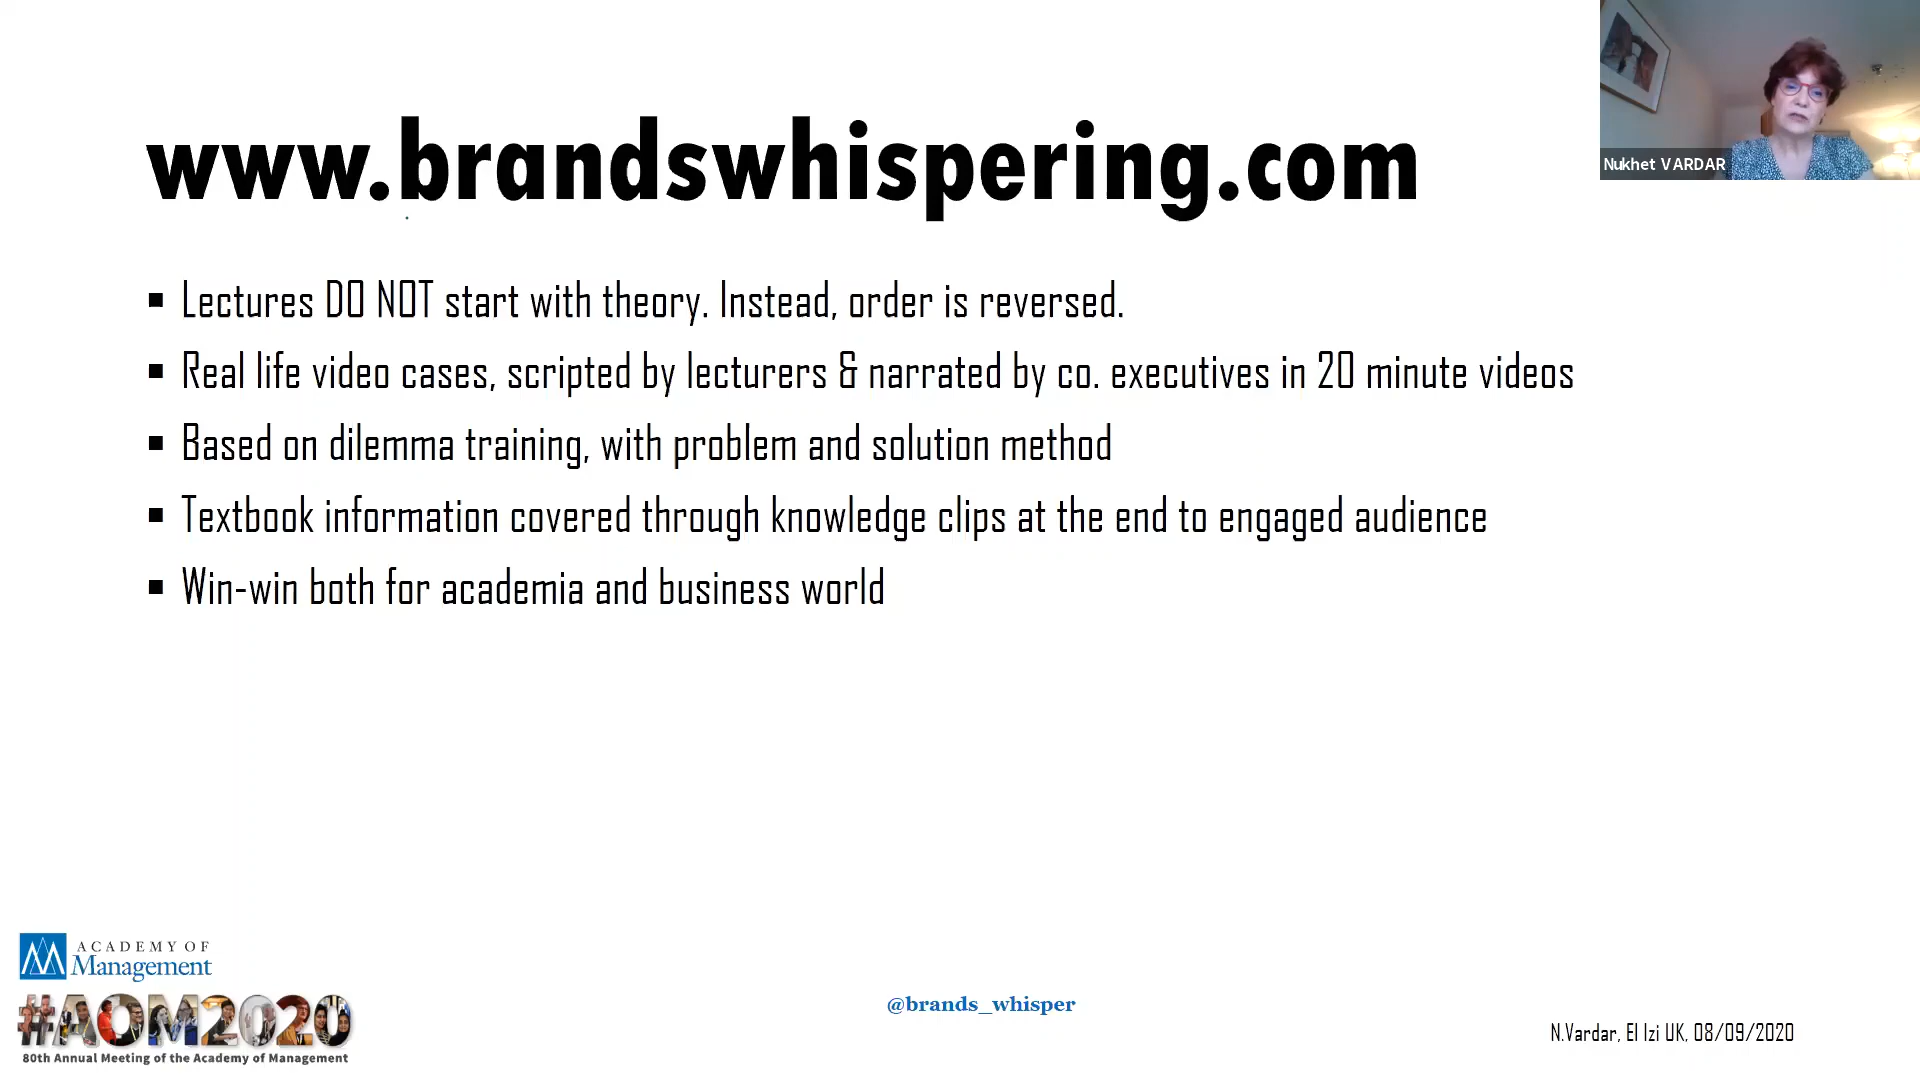 www.brandswhispering.com
Nukhet VARDAR
▪ Lectures DO NOT start with theory. Instead, order is reversed.
▪ Real life video cases, scripted by lecturers & narrated by co. executives in 20 minute videos
▪ Based on dilemma training, with problem and solution method
▪ Textbook information covered through knowledge clips at the end to engaged audience
▪ Win-win both for academia and business world
ACADEMY OF
Management
#AOM2020
80th Annual Meeting of the Academy of Management
@brands_whisper
N.Vardar, El Izi UK, 08/09/2020